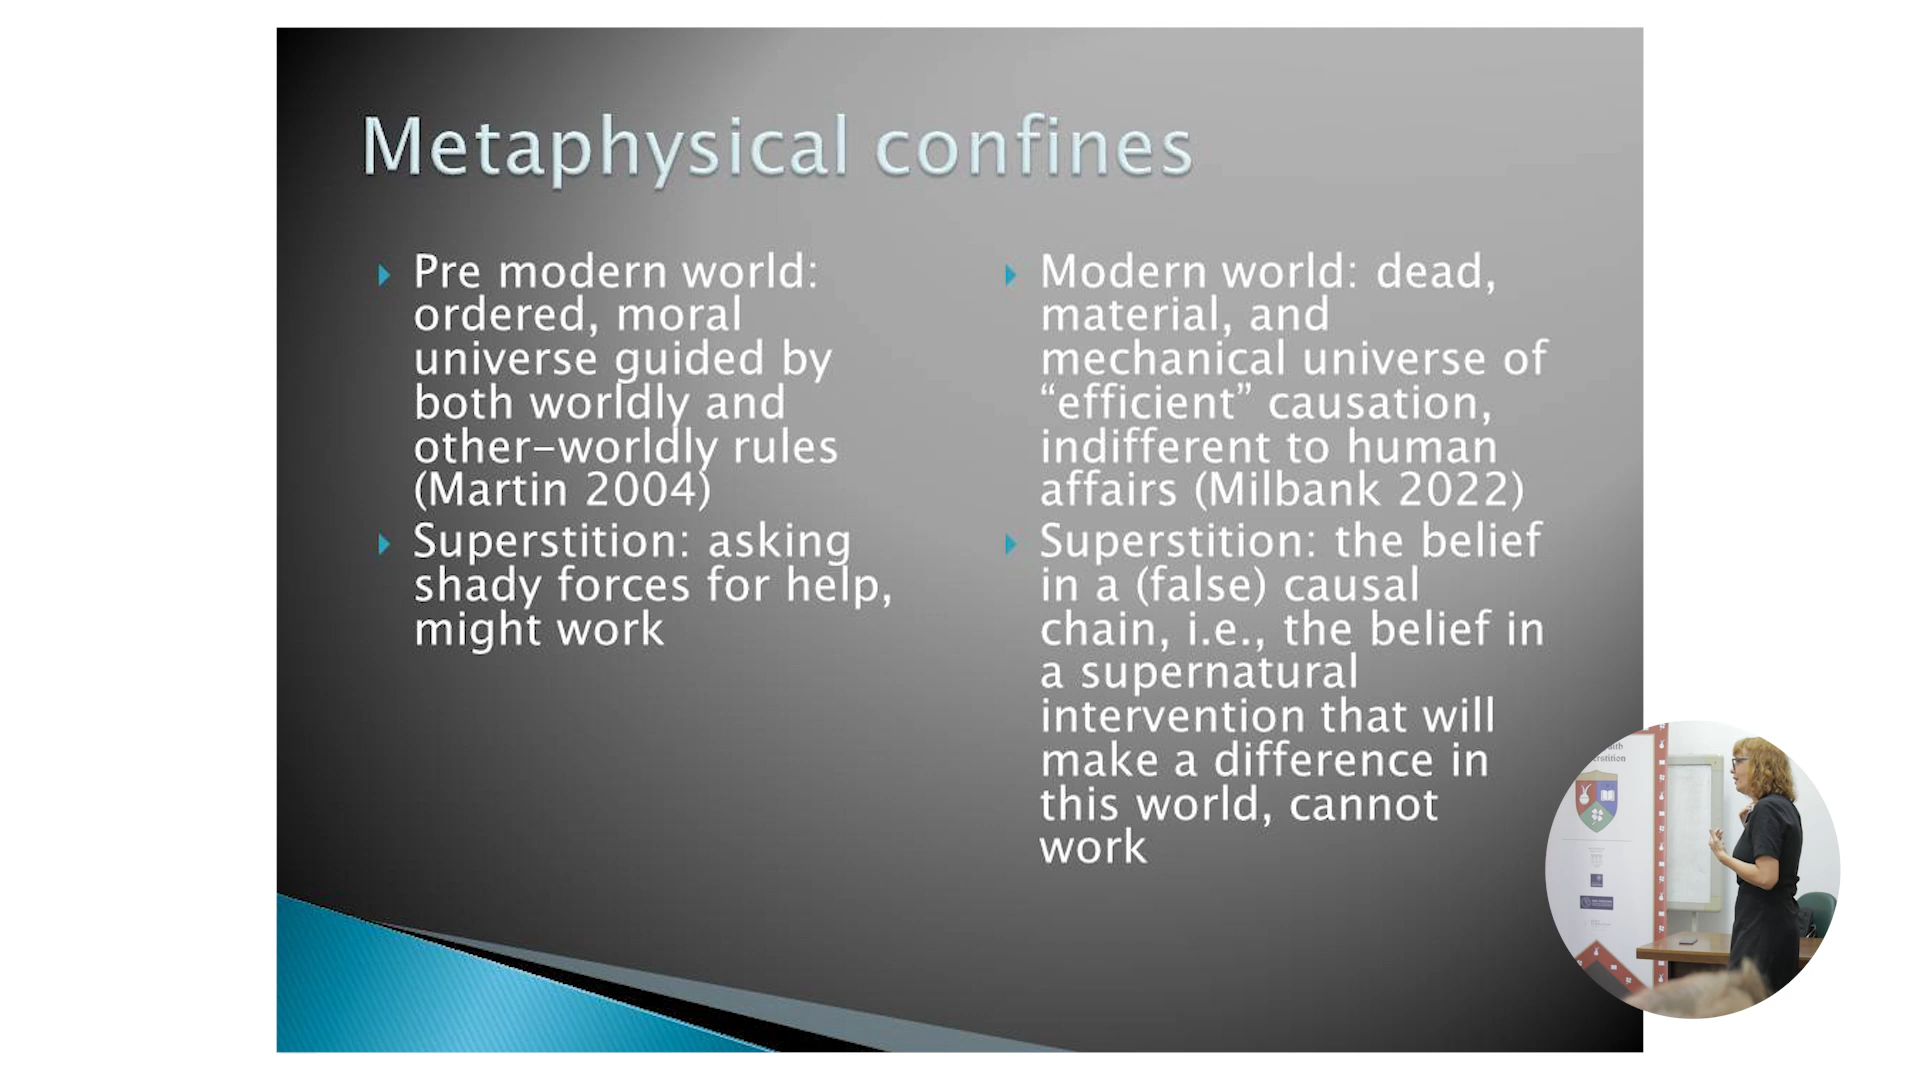 Metaphysical confines
Pre modern world:
ordered, moral
universe guided by
both worldly and
other-worldly rules
(Martin 2004)
Superstition: asking
shady forces for help,
might work
Modern world: dead,
material, and
mechanical universe of
“efficient” causation,
indifferent to human
affairs (Milbank 2022)
Superstition: the belief
in a (false) causal
chain, i.e., the belief in
a supernatural
intervention that will
make a difference in
this world, cannot
work